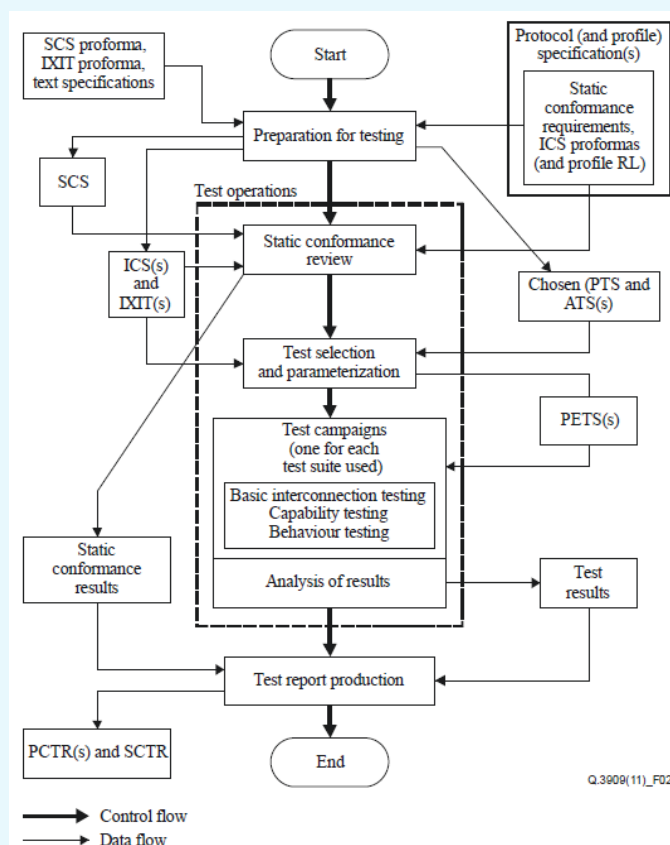 SCS proforma,
IXIT proforma,
text specifications
Start
Protocol (and profile)
specification(s)
Static
conformance
requirements,
ICS proformas
(and profile RL)
Preparation for testing
SCS
Test operations
Static conformance
review
ICS(s)
and
IXIT(s)
Chosen (PTS and
ATS(s)
Test selection
and parameterization
PETS(s)
Test campaigns
(one for each
test suite used)
Basic interconnection testing
Capability testing
Behaviour testing
Static
conformance
results
Analysis of results
Test
results
Test report production
PCTR(s) and SCTR
End
Q.3909(11)_F02
Control flow
Data flow